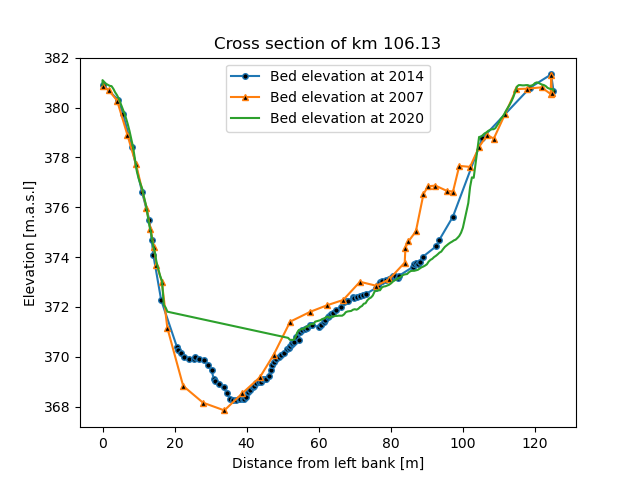 Cross section of km 106.13
Bed elevation at 2014
Bed elevation at 2007
Bed elevation at 2020
Elevation [m.a.s.l]
382
380
378
376
374
372
370
368
0 20 40 60 80 100 120
Distance from left bank [m]